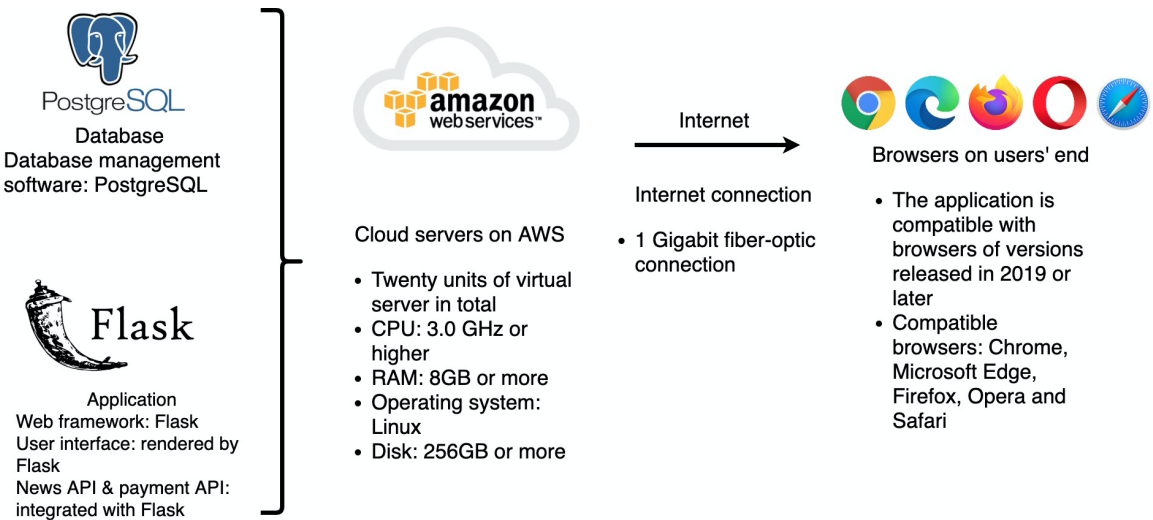 PostgreSQL
Database
Database management
software: PostgreSQL
Flask
Application
Web framework: Flask
User interface: rendered by
Flask
News API & payment API:
integrated with Flask
amazon
webservices™
Cloud servers on AWS
• Twenty units of virtual
server in total
• CPU: 3.0 GHz or
higher
• RAM: 8GB or more
• Operating system:
Linux
• Disk: 256GB or more
Internet
Internet connection
• 1 Gigabit fiber-optic
connection
Browsers on users' end
• The application is
compatible with
browsers of versions
released in 2019 or
later
• Compatible
browsers: Chrome,
Microsoft Edge,
Firefox, Opera and
Safari